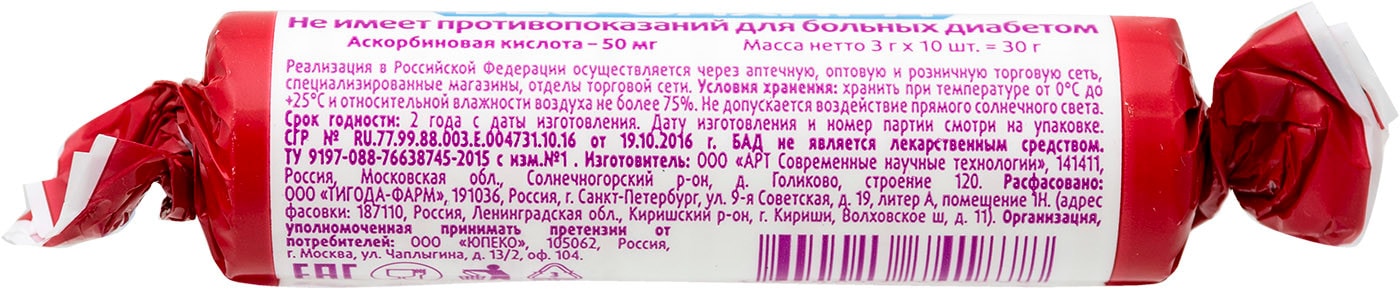 Не имеет противопоказаний для больных диабетом
Аскорбиновая кислота – 50 мг Масса нетто 3 г х 10 шт. = 30 г
Реализация в Российской Федерации осуществляется через аптечную, оптовую и розничную торговую сеть,
специализированные магазины, отделы торговой сети. Условия хранения: хранить при температуре от 0°С до
+25°С и относительной влажности воздуха не более 75%. Не допускается воздействие прямого солнечного света.
Срок годности: 2 года с даты изготовления. Дату изготовления и номер партии смотри на упаковке.
СГР № RU.77.99.88.003.Е.004731.10.16 от 19.10.2016 г. БАД не является лекарственным средством.
ТУ 9197-088-76638745-2015 с изм.№1 . Изготовитель: ООО «АРТ Современные научные технологии», 141411,
Россия, Московская обл., Солнечногорский р-он, д. Голиково, строение 120. Расфасовано:
ООО «ТИГОДА-ФАРМ», 191036, Россия, г. Санкт-Петербург, ул. 9-я Советская, д. 19, литер А, помещение 1Н. (адрес
фасовки: 187110, Россия, Ленинградская обл., Киришский р-он, г. Кириши, Волховское ш, д. 11). Организация,
уполномоченная принимать претензии от
потребителей: ООО «ЮПЕКО», 105062, Россия,
г. Москва, ул. Чаплыгина, д. 13/2, оф. 104.
ЕАС